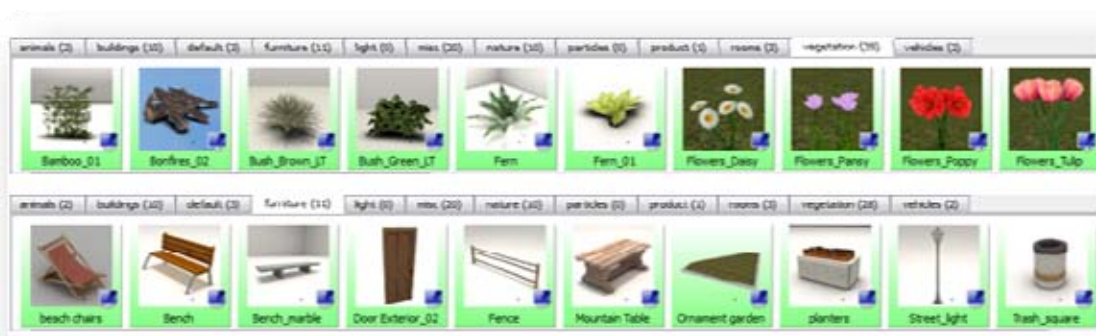 animals (2) buildings (10) default (3) furniture (11) light (0) misc (20) nature (10) particles (0) product (1) rooms (3) vegetation (28) vehicles (2)
Bamboo_01 Bonfires_02 Bush_Brown_LT Bush_Green_LT Fern Fern_01 Flowers_Daisy Flowers_Pansy Flowers_Poppy Flowers_Tulip
animals (2) buildings (10) default (3) furniture (11) light (0) misc (20) nature (10) particles (0) product (1) rooms (3) vegetation (28) vehicles (2)
beach chairs Bench Bench_marble Door Exterior_02 Fence Mountain Table Ornament garden planters Street_light Trash_square